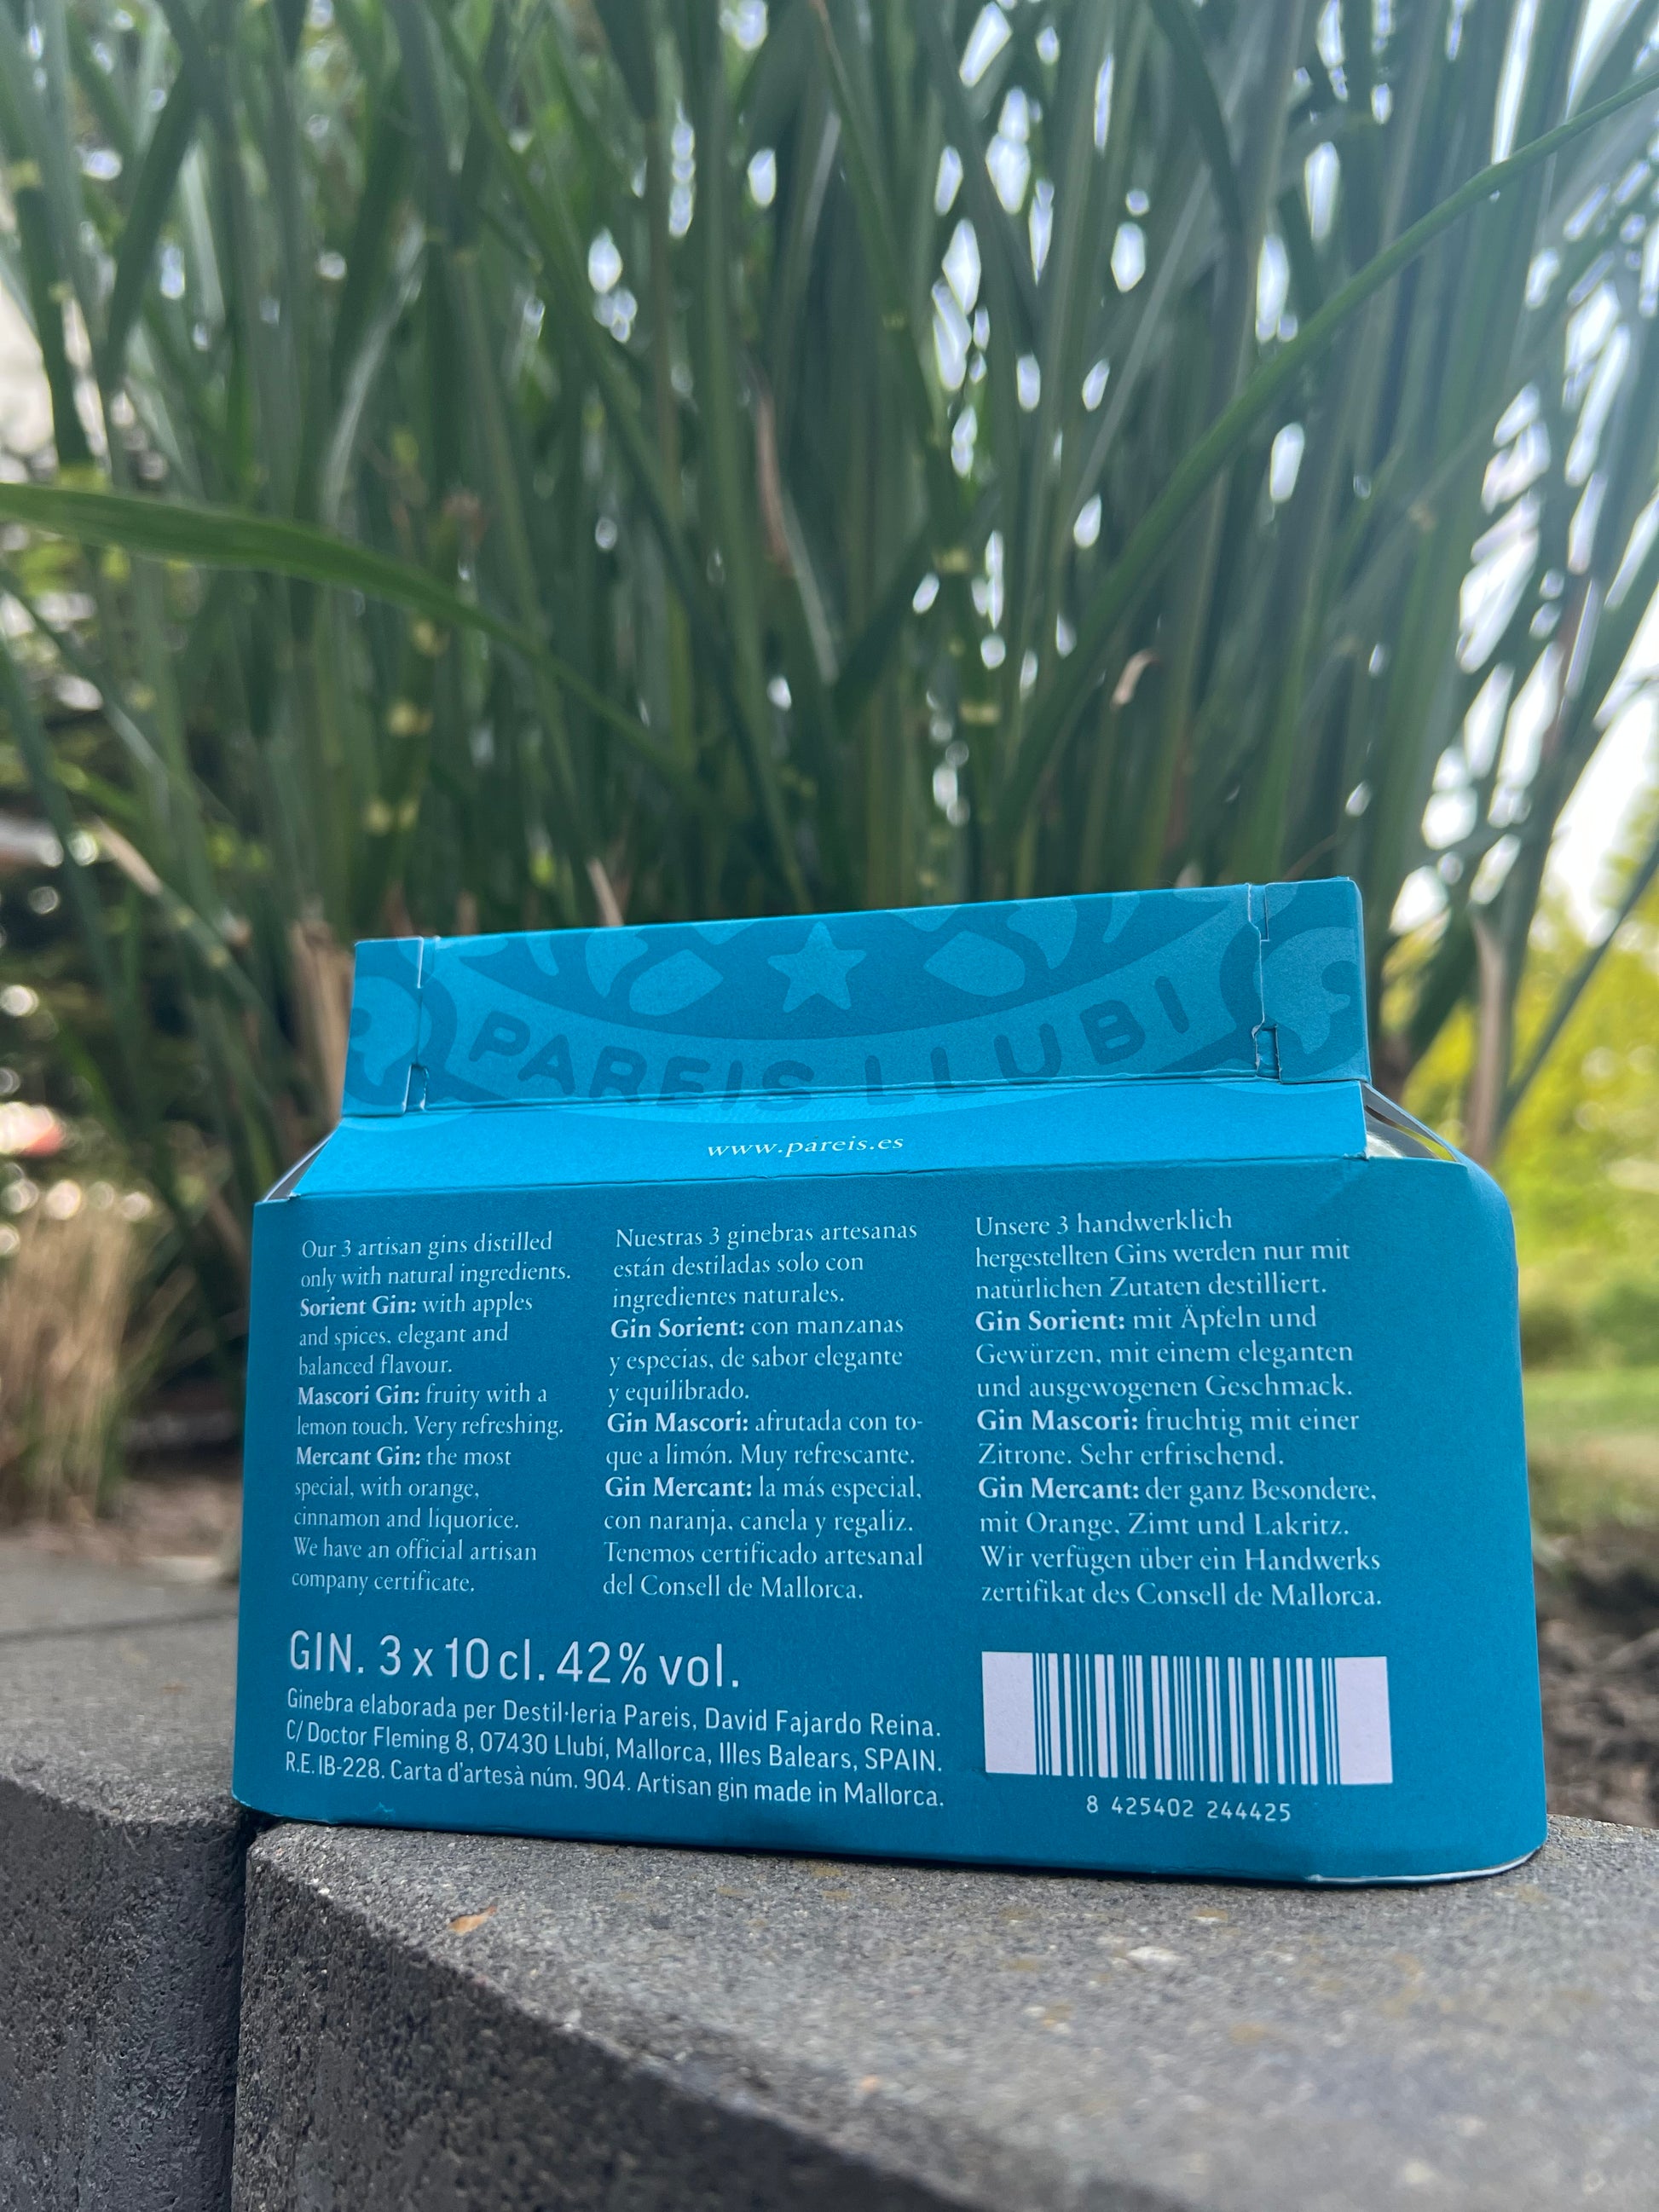 PAREIS LLUBI
www.pareis.es
Our 3 artisan gins distilled
only with natural ingredients.
Sorient Gin: with apples
and spices, elegant and
balanced flavour.
Mascori Gin: fruity with a
lemon touch. Very refreshing.
Mercant Gin: the most
special, with orange,
cinnamon and liquorice.
We have an official artisan
company certificate.
Nuestras 3 ginebras artesanas
están destiladas solo con
ingredientes naturales.
Gin Sorient: con manzanas
y especias, de sabor elegante
y equilibrado.
Gin Mascori: afrutada con to-
que a limón. Muy refrescante.
Gin Mercant: la más especial,
con naranja, canela y regaliz.
Tenemos certificado artesanal
del Consell de Mallorca.
Unsere 3 handwerklich
hergestellten Gins werden nur mit
natürlichen Zutaten destilliert.
Gin Sorient: mit Äpfeln und
Gewürzen, mit einem eleganten
und ausgewogenen Geschmack.
Gin Mascori: fruchtig mit einer
Zitrone. Sehr erfrischend.
Gin Mercant: der ganz Besondere,
mit Orange, Zimt und Lakritz.
Wir verfügen über ein Handwerks
zertifikat des Consell de Mallorca.
GIN. 3 x 10 cl. 42% vol.
Ginebra elaborada per Destil·leria Pareis, David Fajardo Reina.
C/ Doctor Fleming 8, 07430 Llubí, Mallorca, Illes Balears, SPAIN.
R.E. IB-228. Carta d'artesà núm. 904. Artisan gin made in Mallorca.
8 425402 244425